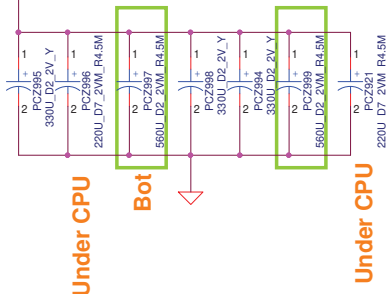 1
+
2
PCZ995
330U_D2_2V_Y
1
+
2
PCZ996
220U_D7_2VM_R4.5M
1
+
2
PCZ997
560U_D2_2VM_R4.5M
1
+
2
PCZ998
330U_D2_2V_Y
1
+
2
PCZ994
330U_D2_2V_Y
1
+
2
PCZ999
560U_D2_2VM_R4.5M
1
+
2
PCZ921
220U_D7_2VM_R4.5M
Under CPU
Bot
Under CPU